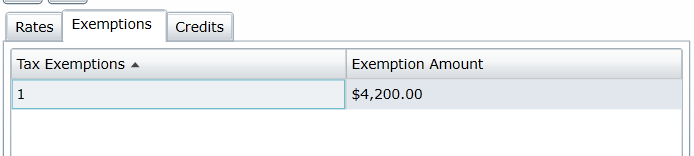 Rates Exemptions Credits
Tax Exemptions Exemption Amount
1 $4,200.00